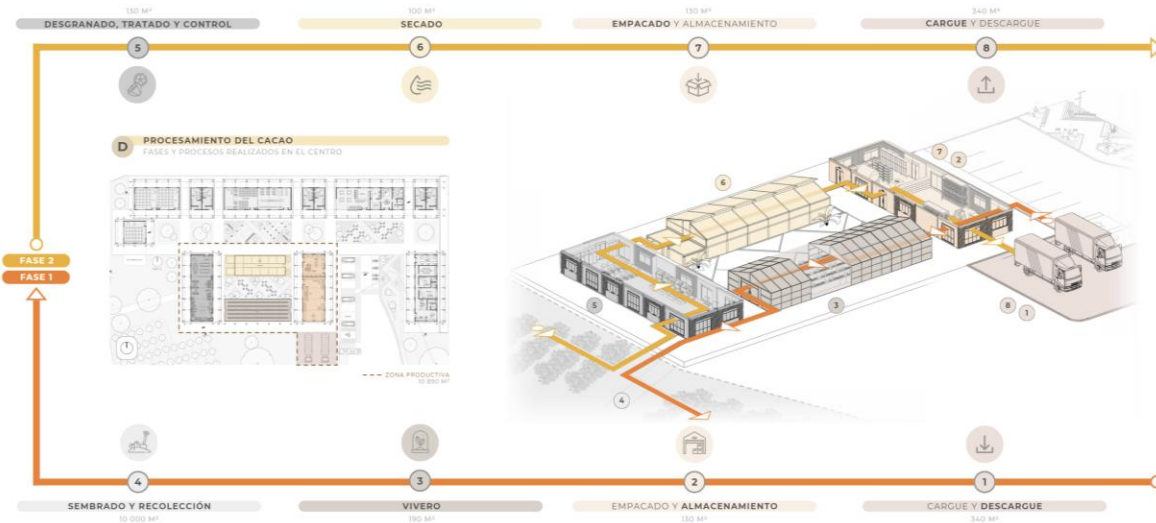 130 M²
100 M²
130 M²
340 M²
DESGRANADO, TRATADO Y CONTROL
SECADO
EMPACADO Y ALMACENAMIENTO
CARGUE Y DESCARGUE
5
6
7
8
D
PROCESAMIENTO DEL CACAO
FASES Y PROCESOS REALIZADOS EN EL CENTRO
7
2
6
FASE 2
FASE 1
5
3
8
1
ZONA PRODUCTIVA
10 890 M²
4
4
3
2
1
SEMBRADO Y RECOLECCIÓN
VIVERO
EMPACADO Y ALMACENAMIENTO
CARGUE Y DESCARGUE
10 000 M²
190 M²
130 M²
340 M²